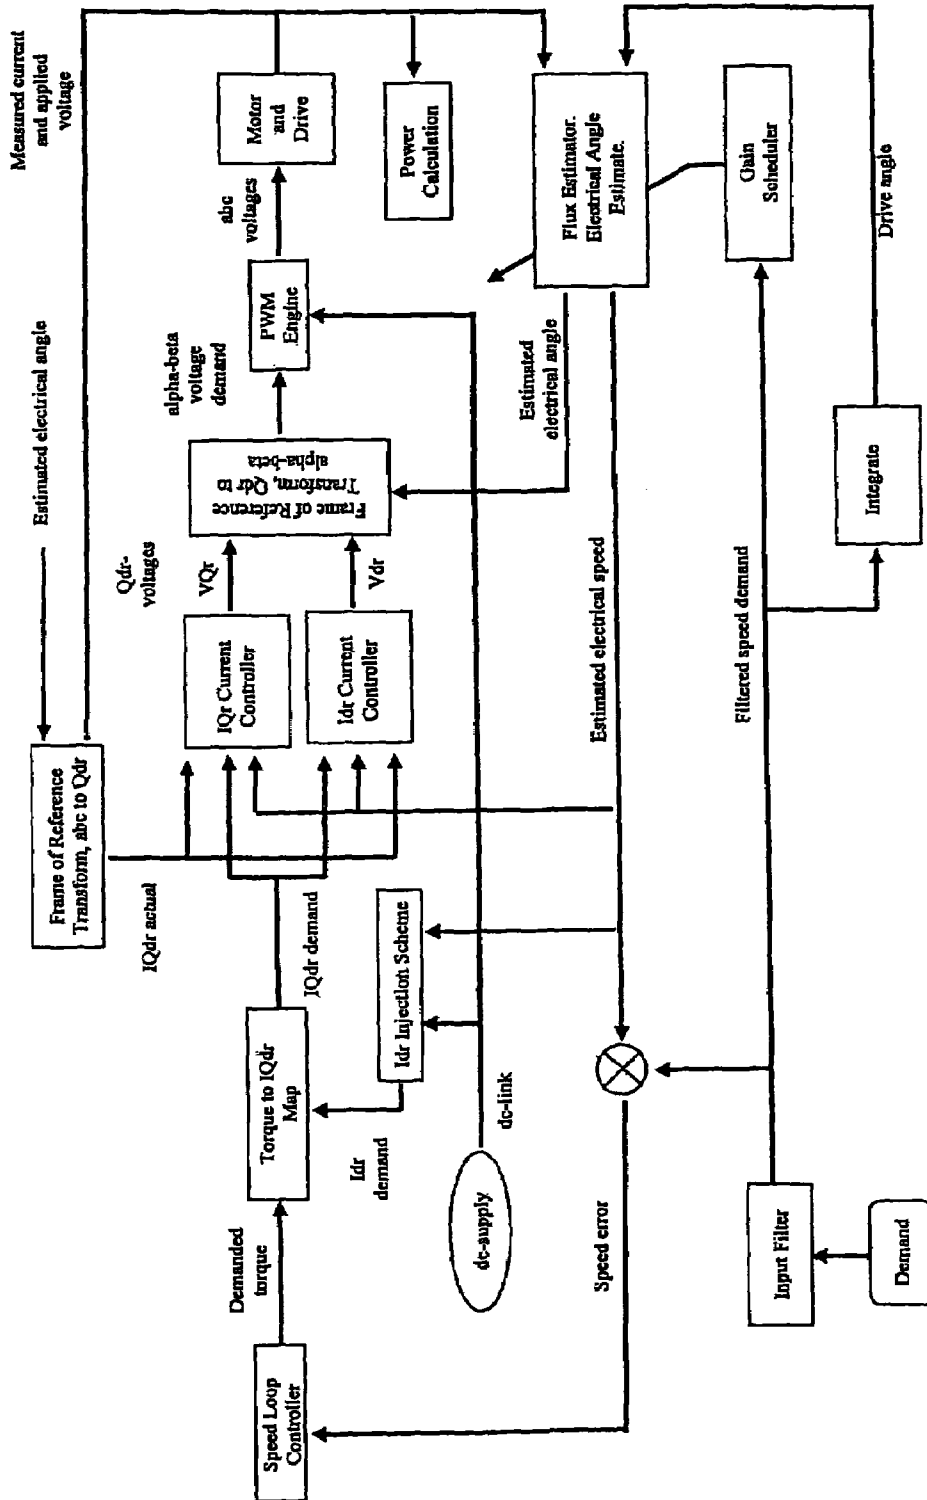 Measured current
and applied
voltage
Estimated electrical angle
Frame of Reference
Transform, abc to Qdr
IQdr actual
Qdr-
voltages
Motor
and
Drive
abc
voltages
PWM
Engine
alpha-beta
voltage
demand
Frame of Reference
Transform, Qdr to
alpha-beta
VQr
Vdr
IQr Current
Controller
Idr Current
Controller
IQdr demand
Torque to IQdr
Map
Demanded
torque
Speed Loop
Controller
Power
Calculation
Idr Injection Scheme
Idr
demand
dc-link
dc-supply
Flux Estimator.
Electrical Angle
Estimate.
Estimated
electrical angle
Estimated electrical speed
Speed error
Gain
Scheduler
Filtered speed demand
Input Filter
Demand
Integrate
Drive angle